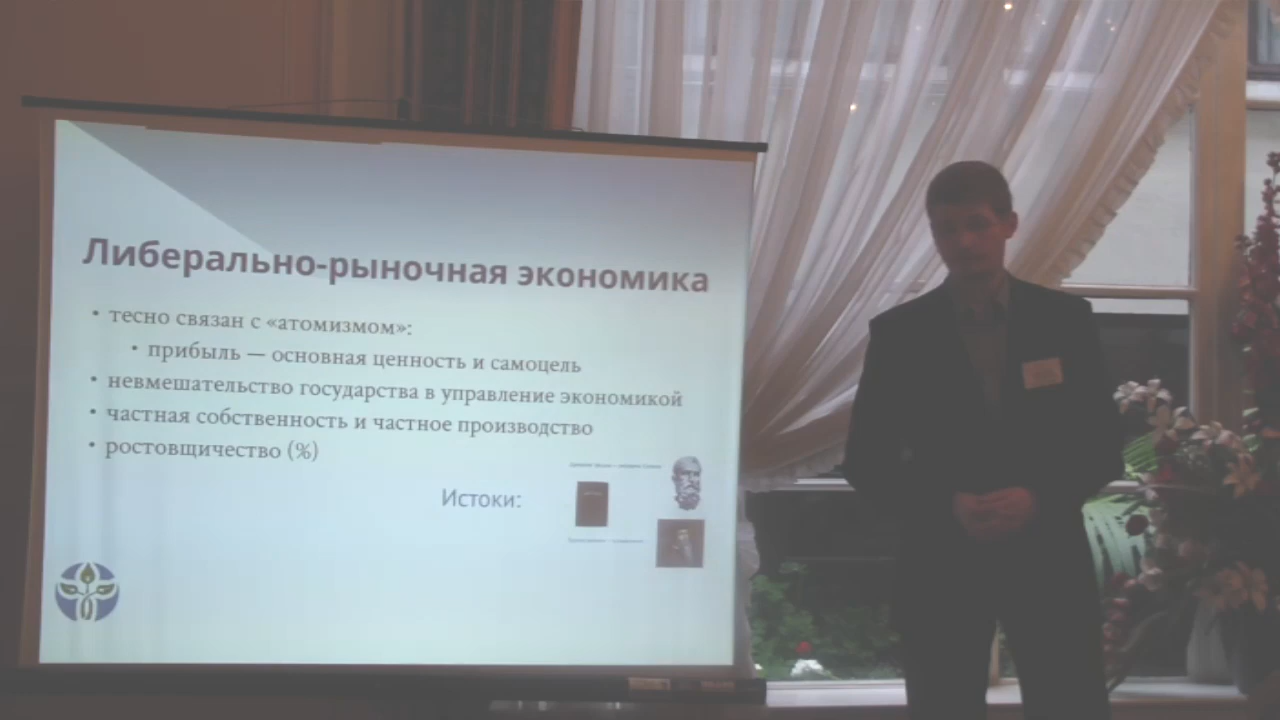 Либерально-рыночная экономика
• тесно связан с «атомизмом»:
• прибыль — основная ценность и самоцель
• невмешательство государства в управление экономикой
• частная собственность и частное производство
• ростовщичество (%)
Истоки: